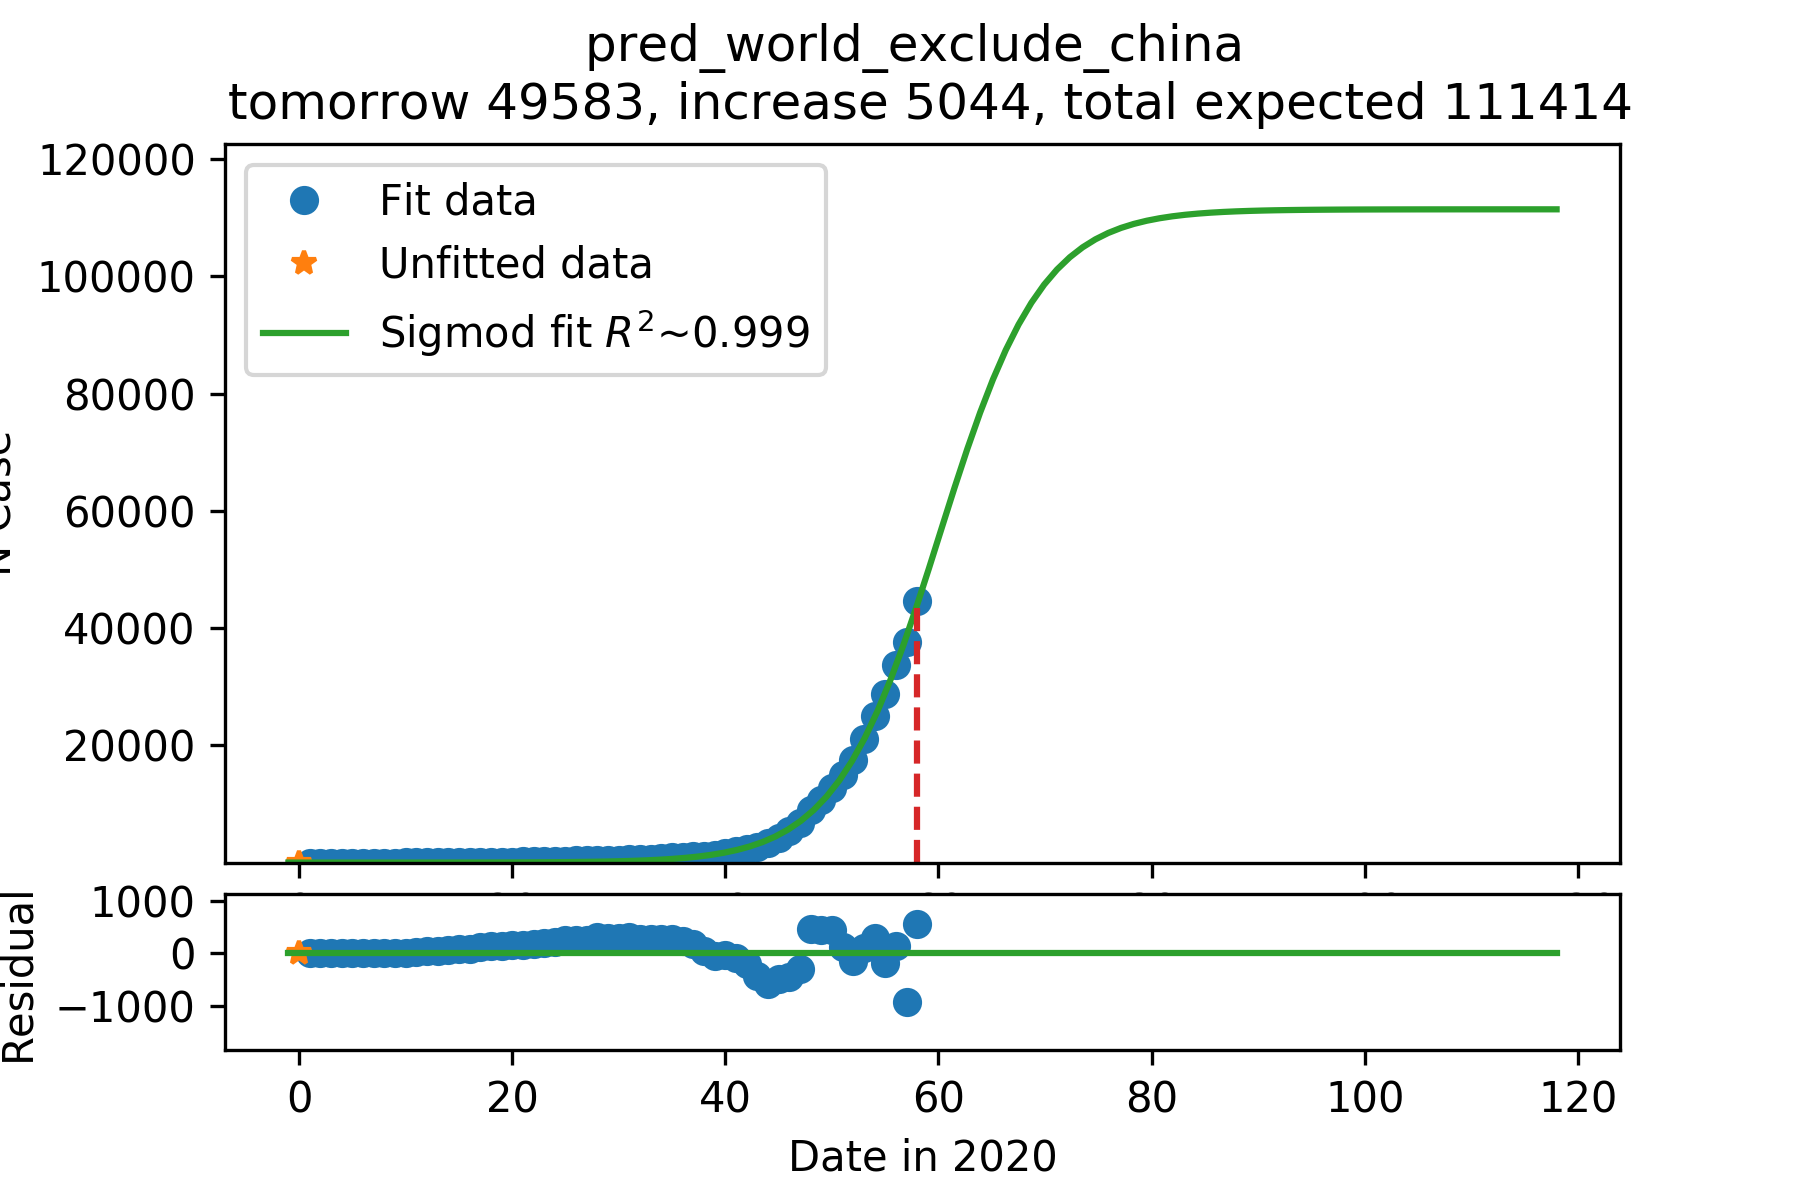 pred_world_exclude_china
tomorrow 49583, increase 5044, total expected 111414
120000
100000
80000
60000
40000
20000
Fit data
Unfitted data
Sigmod fit R²~0.999
1000
0
−1000
Residual
0
20
40
60
80
100
120
Date in 2020